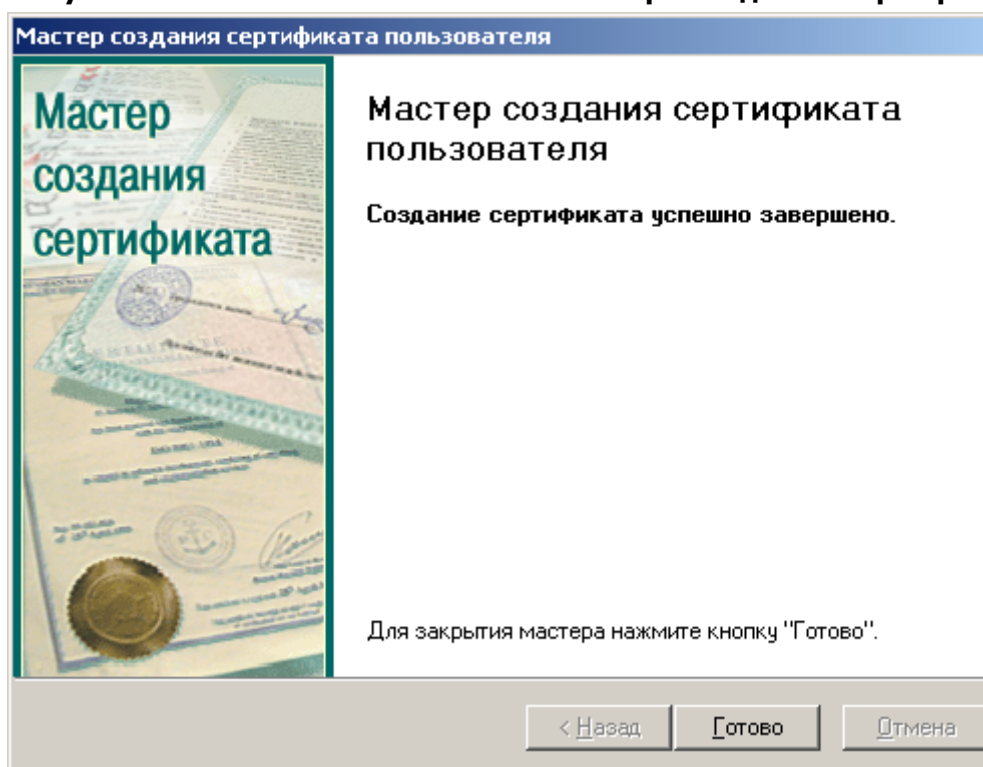 Мастер создания сертификата пользователя
Мастер
создания
сертификата
Мастер создания сертификата
пользователя
Создание сертификата успешно завершено.
Для закрытия мастера нажмите кнопку "Готово".
< Назад
Готово
Отмена